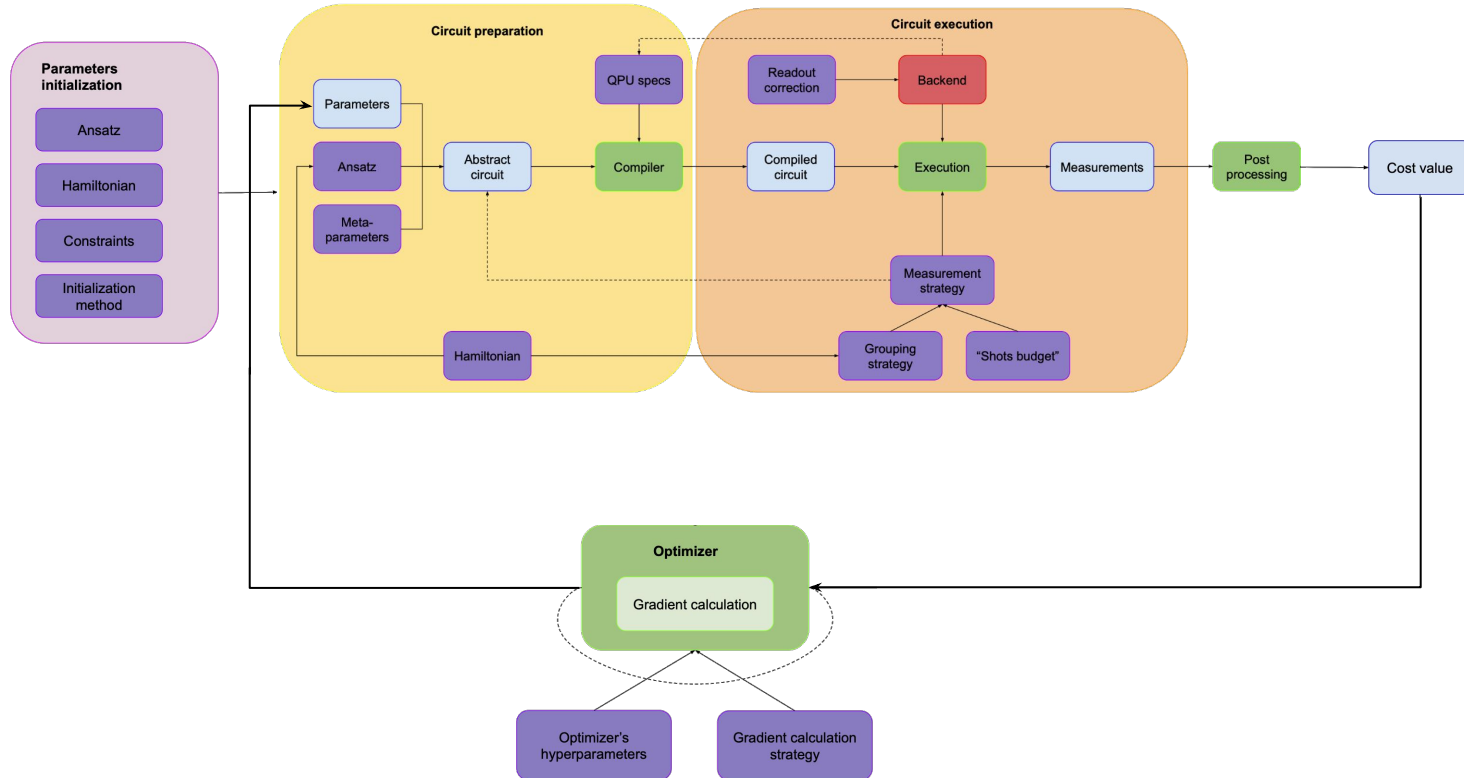 Circuit preparation
Circuit execution
Parameters
initialization
Ansatz
Hamiltonian
Constraints
Initialization
method
Parameters
Ansatz
Meta-
parameters
Abstract
circuit
QPU specs
Compiler
Hamiltonian
Readout
correction
Backend
Compiled
circuit
Execution
Measurements
Measurement
strategy
Grouping
strategy
“Shots budget”
Post
processing
Cost value
Optimizer
Gradient calculation
Optimizer’s
hyperparameters
Gradient calculation
strategy